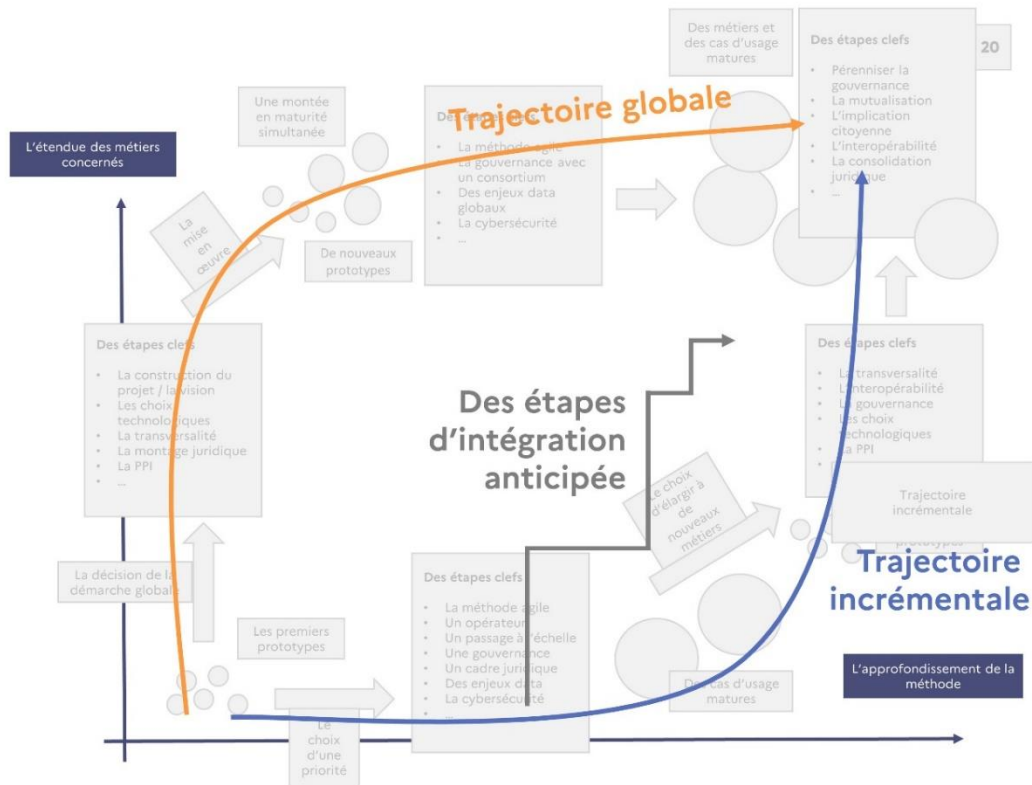 Des métiers et
des cas d'usage
matures
Des étapes clefs
20
• Pérenniser la
gouvernance
• La mutualisation
• L'implication
citoyenne
• L'interopérabilité
• La consolidation
juridique
• ...
Une montée
en maturité
simultanée
Trajectoire globale
Des étapes clefs
• La méthode agile
• La gouvernance avec
un consortium
• Des enjeux data
globaux
• La cybersécurité
• ...
L'étendue des métiers
concernés
La
mise
en
œuvre
De nouveaux
prototypes
Des étapes clefs
• La construction du
projet / la vision
• Les choix
technologiques
• La transversalité
• La montage juridique
• La PPI
• ...
Des étapes
d'intégration
anticipée
Des étapes clefs
• La transversalité
• L'interopérabilité
• La gouvernance
• Les choix
technologiques
• La PPI
•
Le choix
d'élargir à
de
nouveaux
métiers
Trajectoire
incrémentale
prototypes
Trajectoire
incrémentale
La décision de la
démarche globale
Des étapes clefs
• La méthode agile
• Un opérateur
• Un passage à l'échelle
• Une gouvernance
• Un cadre juridique
• Des enjeux data
• La cybersécurité
• ...
Les premiers
prototypes
L'approfondissement de la
méthode
Des cas d'usage
matures
Le
choix
d'une
priorité